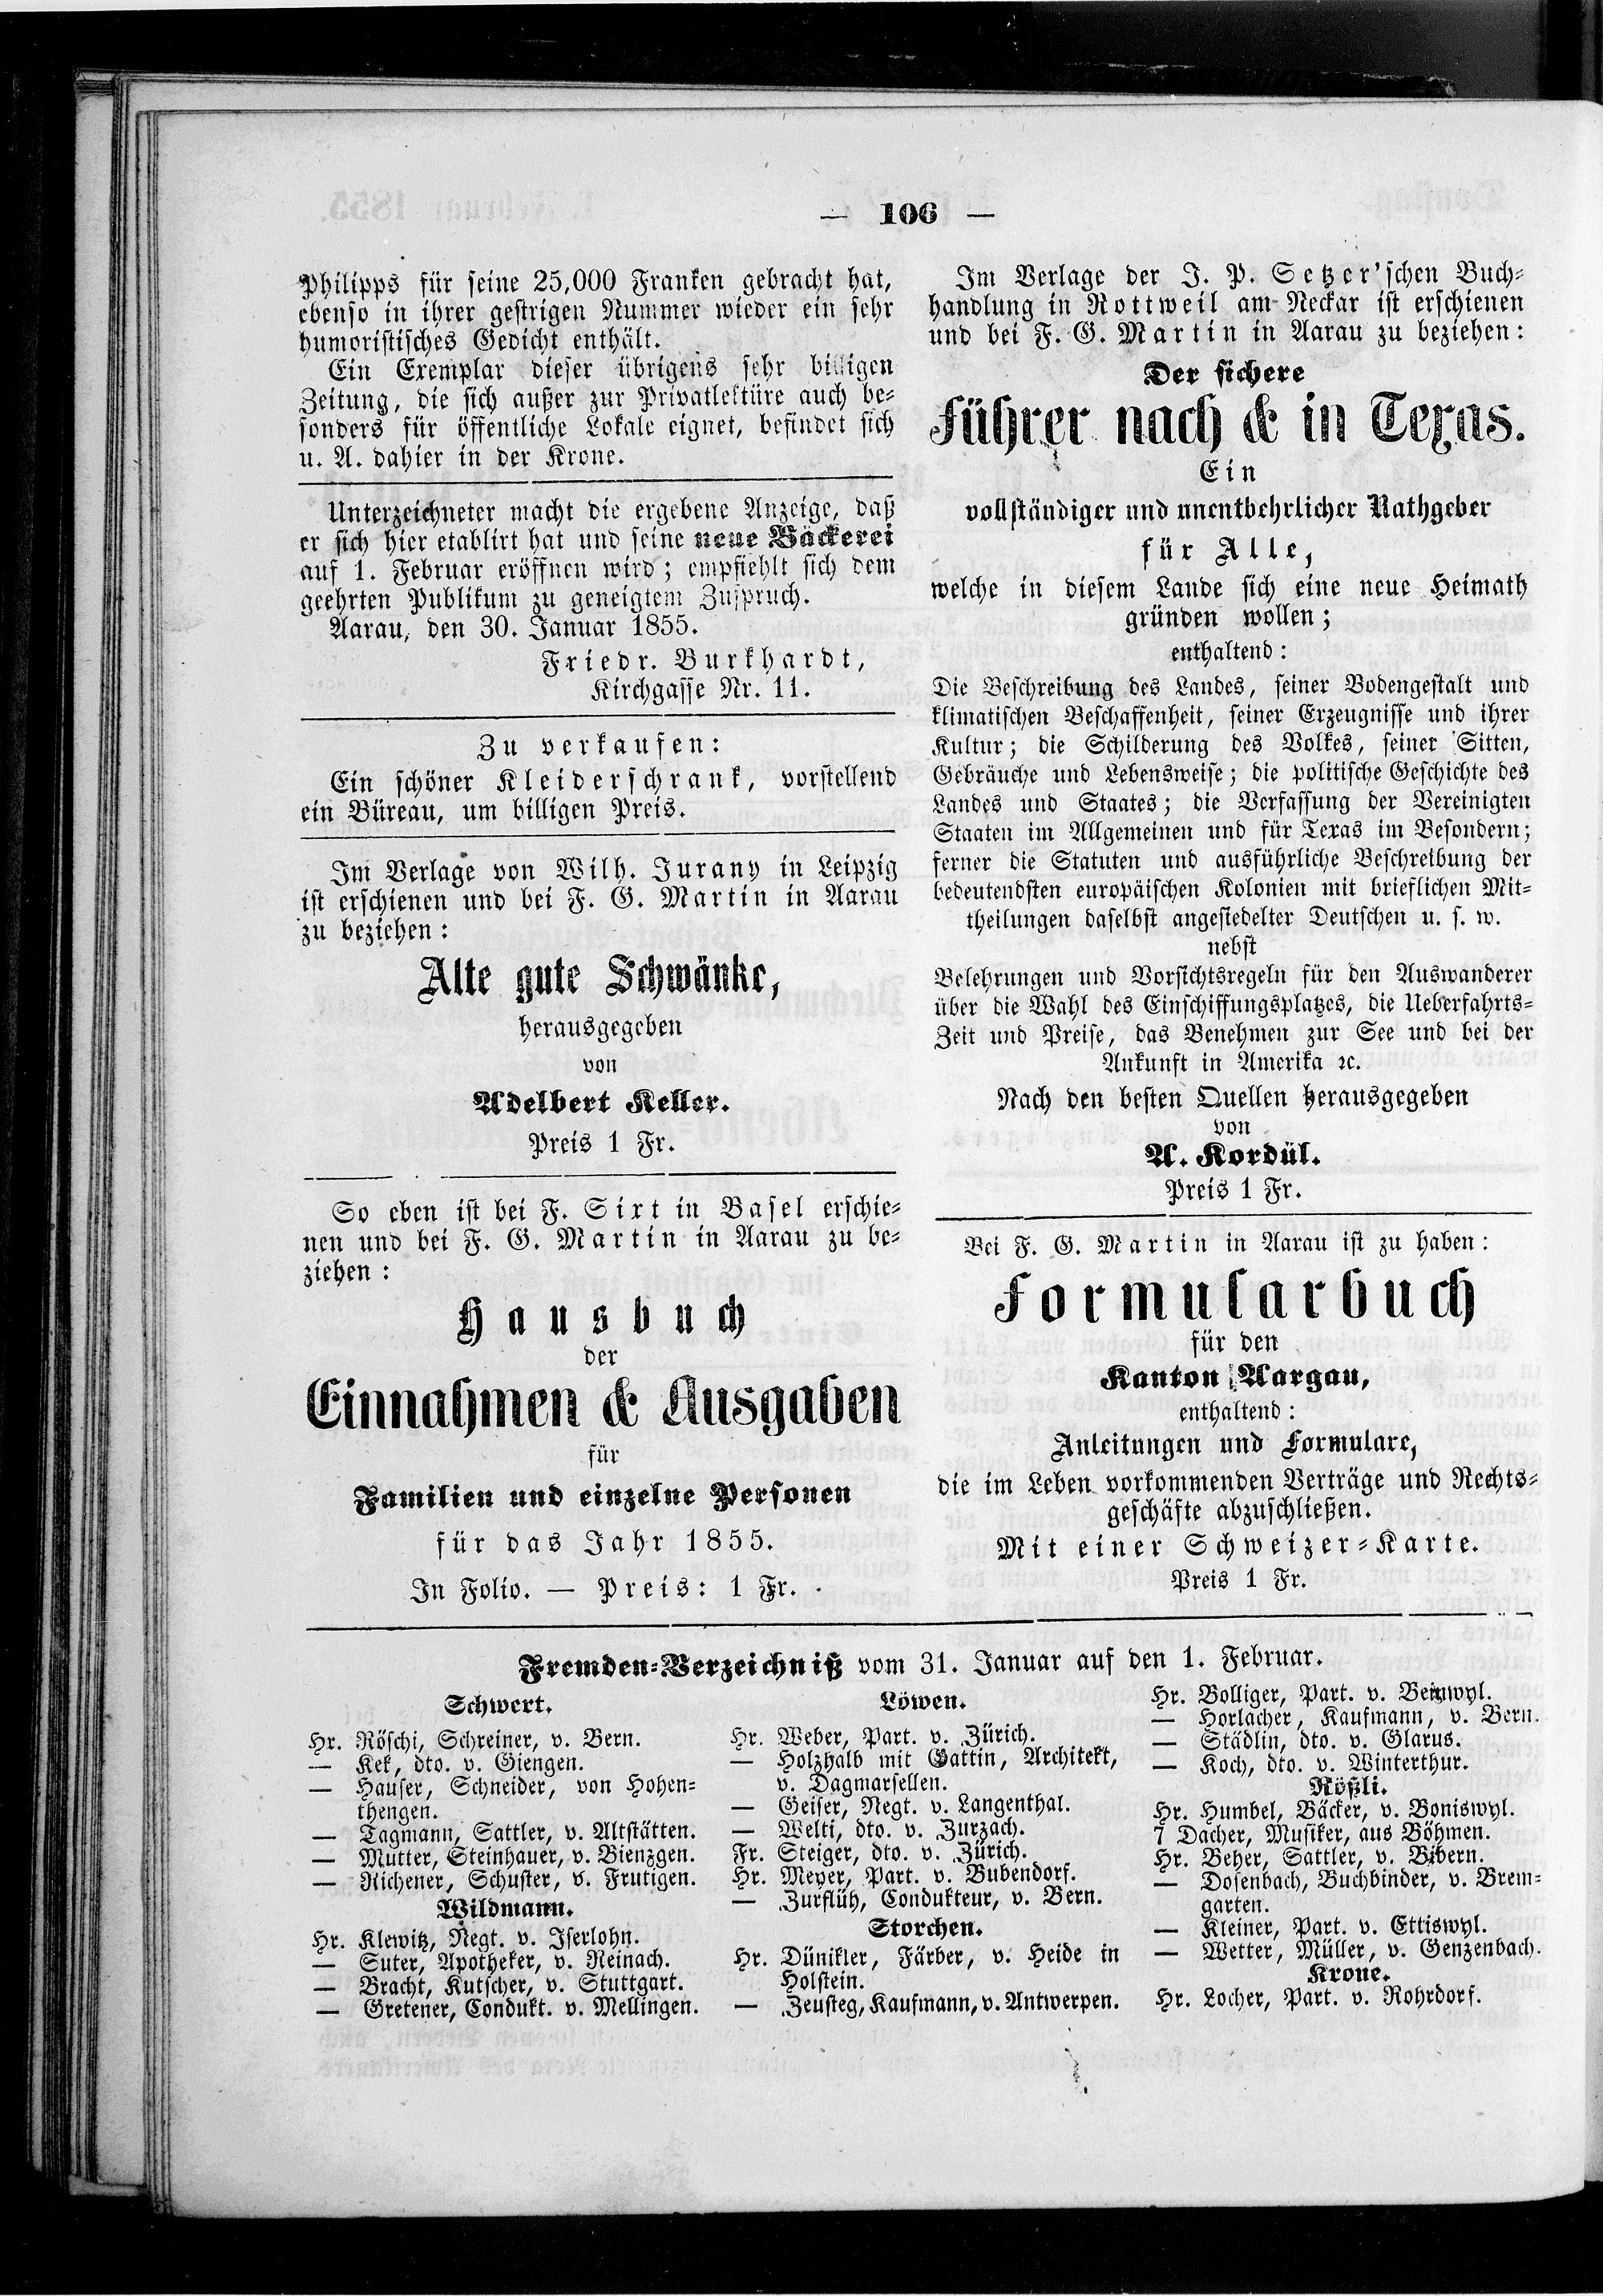 — 106 —
Philipps für seine 25,000 Franken gebracht hat,
ebenso in ihrer gestrigen Nummer wieder ein sehr
humoristisches Gedicht enthält.
Ein Exemplar dieser übrigens sehr billigen
Zeitung, die sich außer zur Privatlektüre auch be-
sonders für öffentliche Lokale eignet, befindet sich
u. A. dahier in der Krone.
Unterzeichneter macht die ergebene Anzeige, daß
er sich hier etablirt hat und seine neue Bäckerei
auf 1. Februar eröffnen wird; empfiehlt sich dem
geehrten Publikum zu geneigtem Zuspruch.
Aarau, den 30. Januar 1855.
Friedr. Burkhardt,
Kirchgasse Nr. 11.
Zu verkaufen:
Ein schöner Kleiderschrank, vorstellend
ein Büreau, um billigen Preis.
Im Verlage von Wilh. Jurany in Leipzig
ist erschienen und bei F. G. Martin in Aarau
zu beziehen:
Alte gute Schwänke,
herausgegeben
von
Adelbert Keller.
Preis 1 Fr.
So eben ist bei F. Sixt in Basel erschie-
nen und bei F. G. Martin in Aarau zu be-
ziehen:
Hausbuch
der
Einnahmen & Ausgaben
für
Familien und einzelne Personen
für das Jahr 1855.
In Folio. — Preis: 1 Fr.
Im Verlage der J. P. Setzer'schen Buch-
handlung in Rottweil am Neckar ist erschienen
und bei F. G. Martin in Aarau zu beziehen:
Der sichere
Führer nach & in Texas.
Ein
vollständiger und unentbehrlicher Rathgeber
für Alle,
welche in diesem Lande sich eine neue Heimath
gründen wollen;
enthaltend:
Die Beschreibung des Landes, seiner Bodengestalt und
klimatischen Beschaffenheit, seiner Erzeugnisse und ihrer
Kultur; die Schilderung des Volkes, seiner Sitten,
Gebräuche und Lebensweise; die politische Geschichte des
Landes und Staates; die Verfassung der Vereinigten
Staaten im Allgemeinen und für Texas im Besondern;
ferner die Statuten und ausführliche Beschreibung der
bedeutendsten europäischen Kolonien mit brieflichen Mit-
theilungen daselbst angesiedelter Deutschen u. s. w.
nebst
Belehrungen und Vorsichtsregeln für den Auswanderer
über die Wahl des Einschiffungsplatzes, die Ueberfahrts-
Zeit und Preise, das Benehmen zur See und bei der
Ankunft in Amerika ꝛc.
Nach den besten Quellen herausgegeben
von
A. Kordül.
Preis 1 Fr.
Bei F. G. Martin in Aarau ist zu haben:
Formularbuch
für den
Kanton Aargau,
enthaltend:
Anleitungen und Formulare,
die im Leben vorkommenden Verträge und Rechts-
geschäfte abzuschließen.
Mit einer Schweizer-Karte.
Preis 1 Fr.
Fremden-Verzeichniß vom 31. Januar auf den 1. Februar.
Schwert.
Hr. Röschi, Schreiner, v. Bern.
— Kek, dto. v. Giengen.
— Hauser, Schneider, von Hohen-
thengen.
— Tagmann, Sattler, v. Altstätten.
— Mutter, Steinhauer, v. Bienzgen.
— Richener, Schuster, v. Frutigen.
Wildmann.
Hr. Klewitz, Negt. v. Iserlohn.
— Suter, Apotheker, v. Reinach.
— Bracht, Kutscher, v. Stuttgart.
— Gretener, Condukt. v. Mellingen.
Löwen.
Hr. Weber, Part. v. Zürich.
— Holzhalb mit Gattin, Architekt,
v. Dagmarsellen.
— Geiser, Negt. v. Langenthal.
— Welti, dto. v. Zurzach.
Fr. Steiger, dto. v. Zürich.
Hr. Meyer, Part. v. Bubendorf.
— Zurflüh, Condukteur, v. Bern.
Storchen.
Hr. Dünikler, Färber, v. Heide in
Holstein.
— Zeusteg, Kaufmann, v. Antwerpen.
Hr. Bolliger, Part. v. Beinwyl.
— Horlacher, Kaufmann, v. Bern.
— Städlin, dto. v. Glarus.
— Koch, dto. v. Winterthur.
Rößli.
Hr. Humbel, Bäcker, v. Boniswyl.
7 Dacher, Musiker, aus Böhmen.
Hr. Beher, Sattler, v. Bibern.
— Dosenbach, Buchbinder, v. Brem-
garten.
— Kleiner, Part. v. Ettiswyl.
— Wetter, Müller, v. Genzenbach.
Krone.
Hr. Locher, Part. v. Rohrdorf.